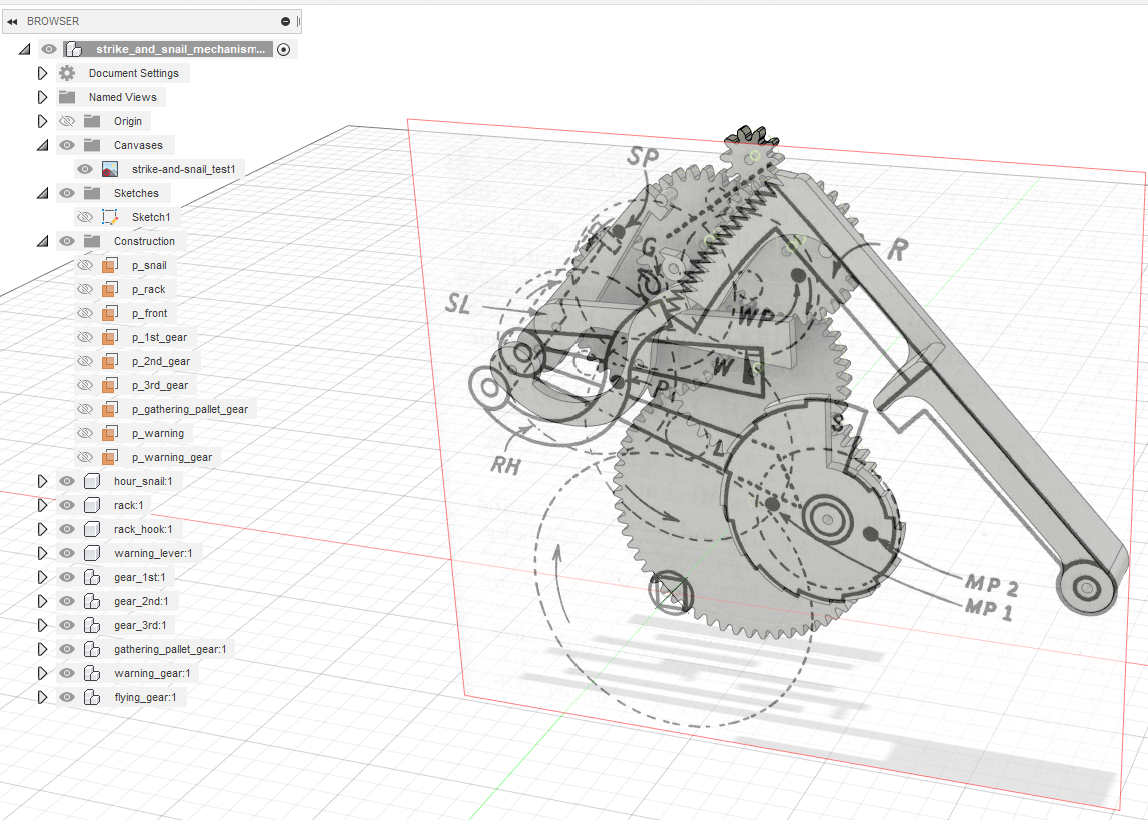 BROWSER
strike_and_snail_mechanism...
Document Settings
Named Views
Origin
Canvases
strike-and-snail_test1
Sketches
Sketch1
Construction
p_snail
p_rack
p_front
p_1st_gear
p_2nd_gear
p_3rd_gear
p_gathering_pallet_gear
p_warning
p_warning_gear
hour_snail:1
rack:1
rack_hook:1
warning_lever:1
gear_1st:1
gear_2nd:1
gear_3rd:1
gathering_pallet_gear:1
warning_gear:1
flying_gear:1
SP
G
R
SL
WP
W
P
S
L
RH
MP 2
MP 1